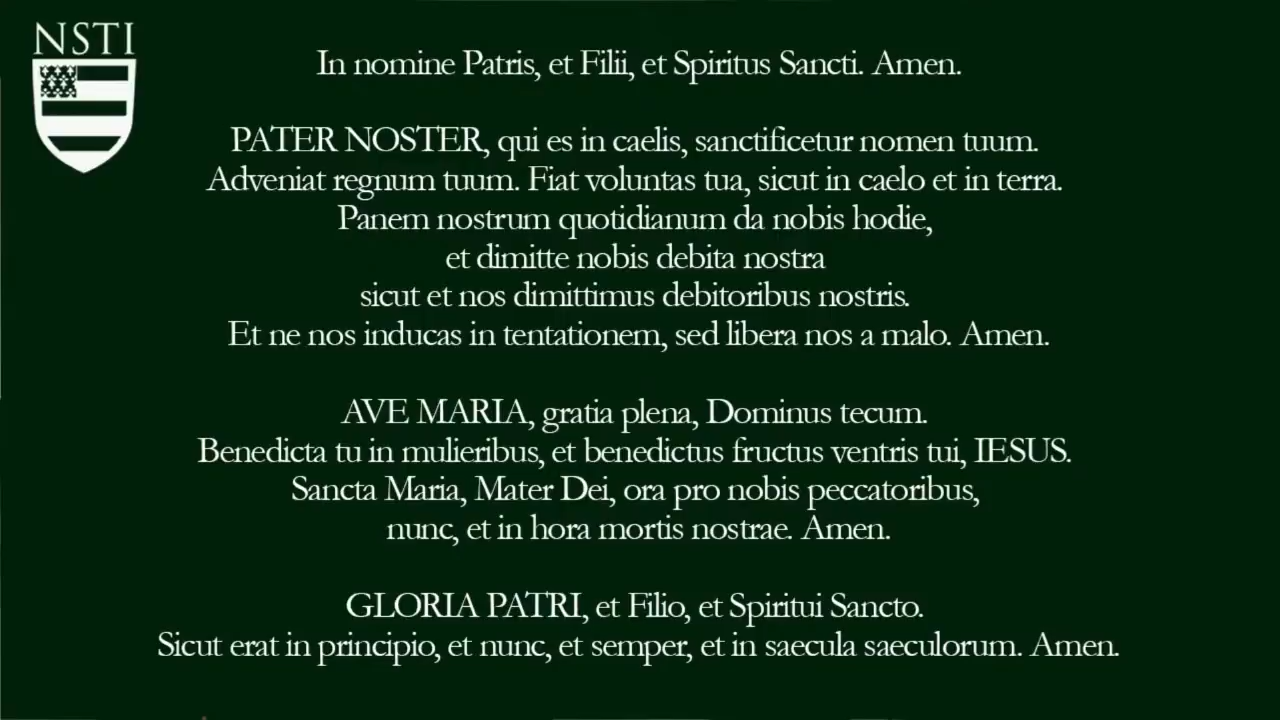 NSTI
In nomine Patris, et Filii, et Spiritus Sancti. Amen.
PATER NOSTER, qui es in caelis, sanctificetur nomen tuum.
Adveniat regnum tuum. Fiat voluntas tua, sicut in caelo et in terra.
Panem nostrum quotidianum da nobis hodie,
et dimitte nobis debita nostra
sicut et nos dimittimus debitoribus nostris.
Et ne nos inducas in tentationem, sed libera nos a malo. Amen.
AVE MARIA, gratia plena, Dominus tecum.
Benedicta tu in mulieribus, et benedictus fructus ventris tui, IESUS.
Sancta Maria, Mater Dei, ora pro nobis peccatoribus,
nunc, et in hora mortis nostrae. Amen.
GLORIA PATRI, et Filio, et Spiritui Sancto.
Sicut erat in principio, et nunc, et semper, et in saecula saeculorum. Amen.